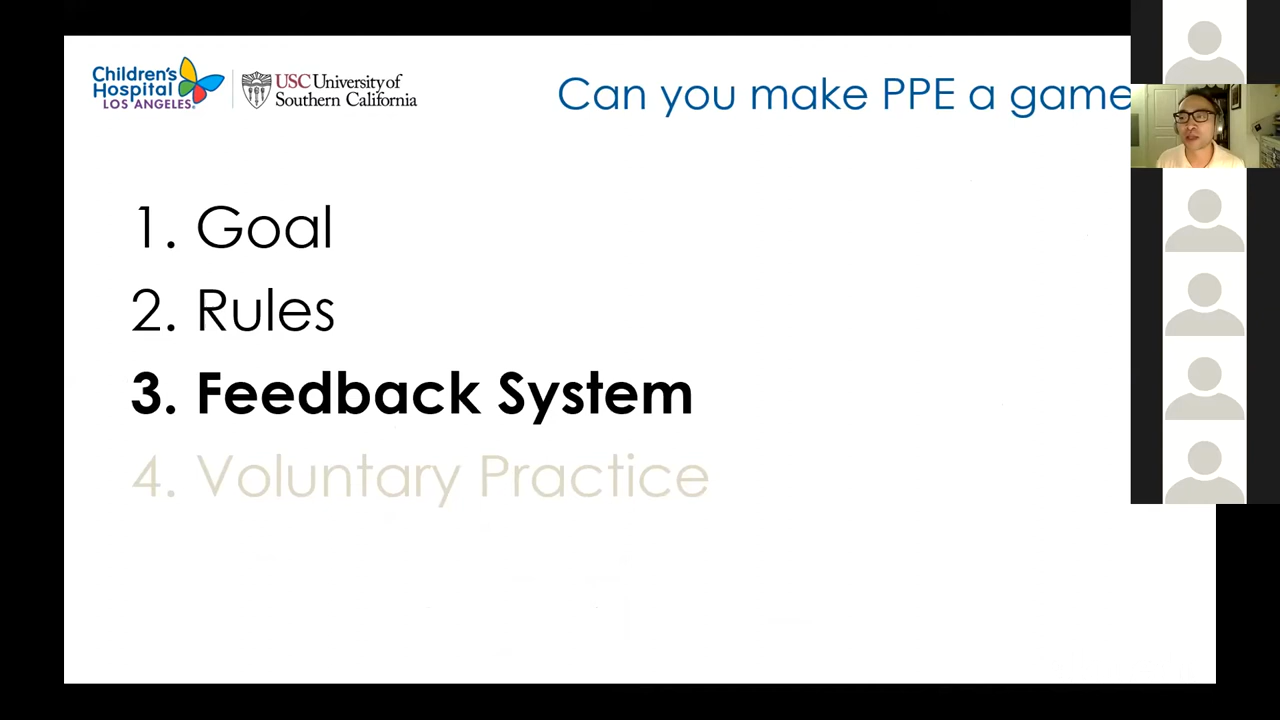 Children's
Hospital
LOS ANGELES
USC University of
Southern California
Can you make PPE a game
1. Goal
2. Rules
3. Feedback System
4. Voluntary Practice